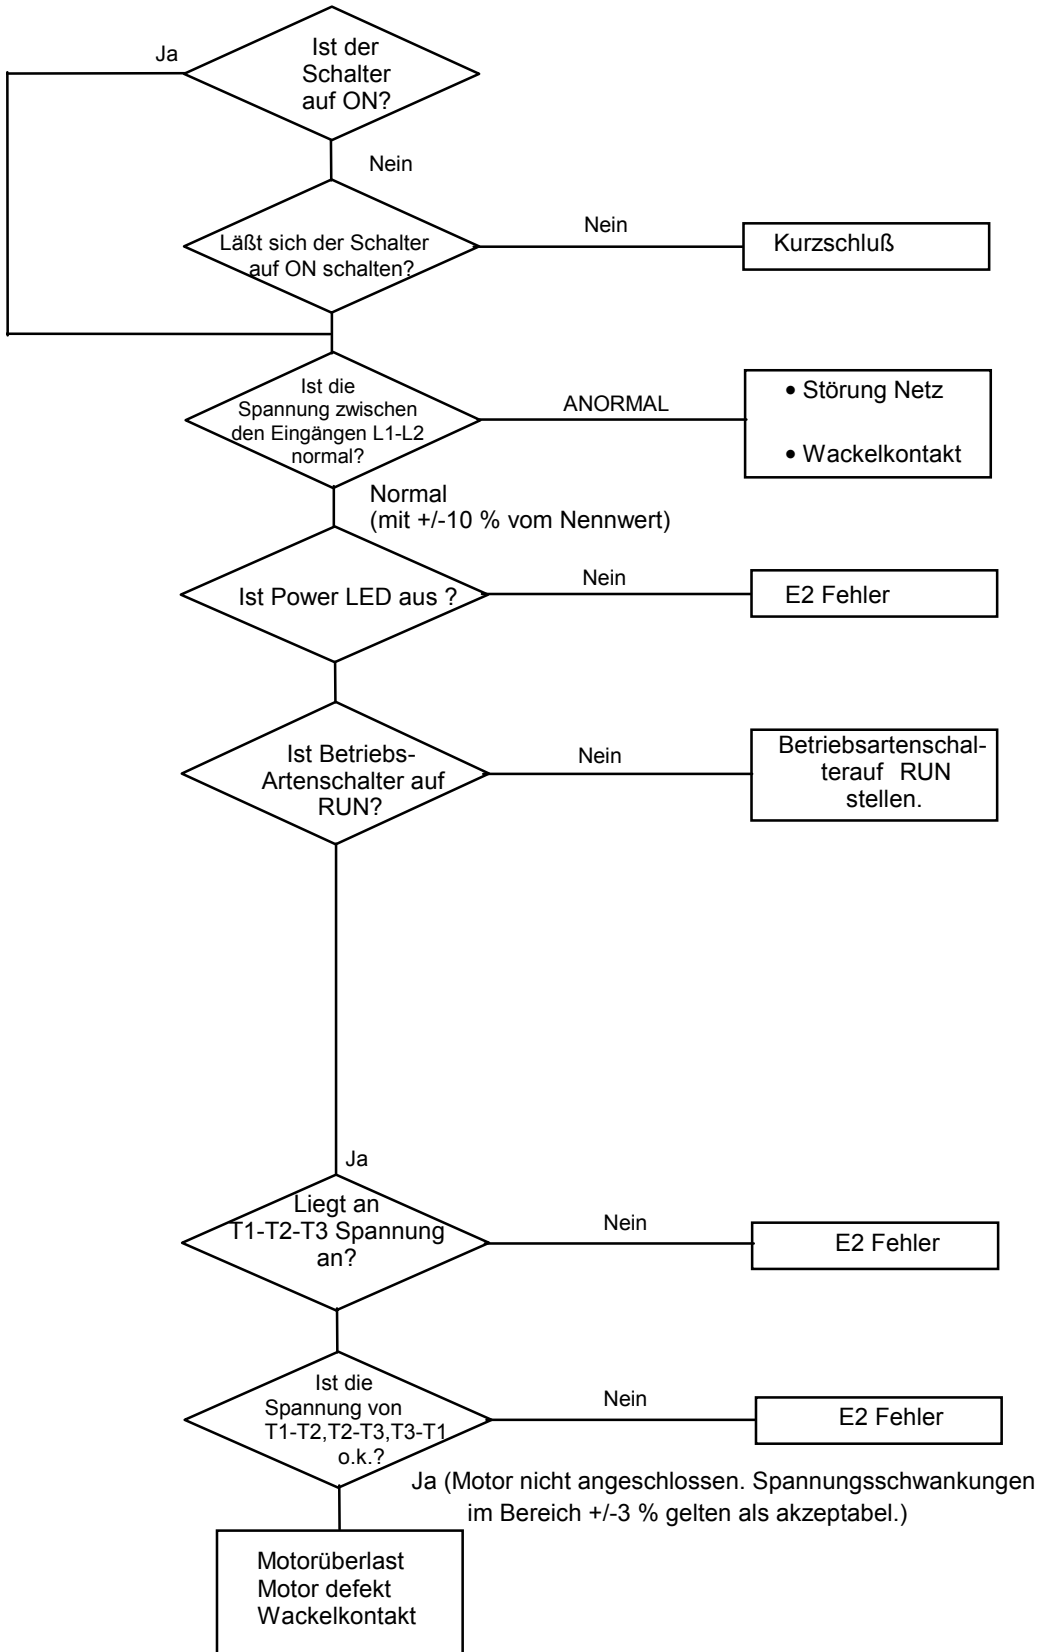 Ja
Ist der
Schalter
auf ON?
Nein
Läßt sich der Schalter
auf ON schalten?
Nein
Kurzschluß
Ist die
Spannung zwischen
den Eingängen L1-L2
normal?
ANORMAL
• Störung Netz
• Wackelkontakt
Normal
(mit +/-10 % vom Nennwert)
Ist Power LED aus ?
Nein
E2 Fehler
Ist Betriebs-
Artenschalter auf
RUN?
Nein
Betriebsartenschal-
terauf RUN
stellen.
Ja
Liegt an
T1-T2-T3 Spannung
an?
Nein
E2 Fehler
Ist die
Spannung von
T1-T2,T2-T3,T3-T1
o.k.?
Nein
E2 Fehler
Ja (Motor nicht angeschlossen. Spannungsschwankungen
im Bereich +/-3 % gelten als akzeptabel.)
Motorüberlast
Motor defekt
Wackelkontakt